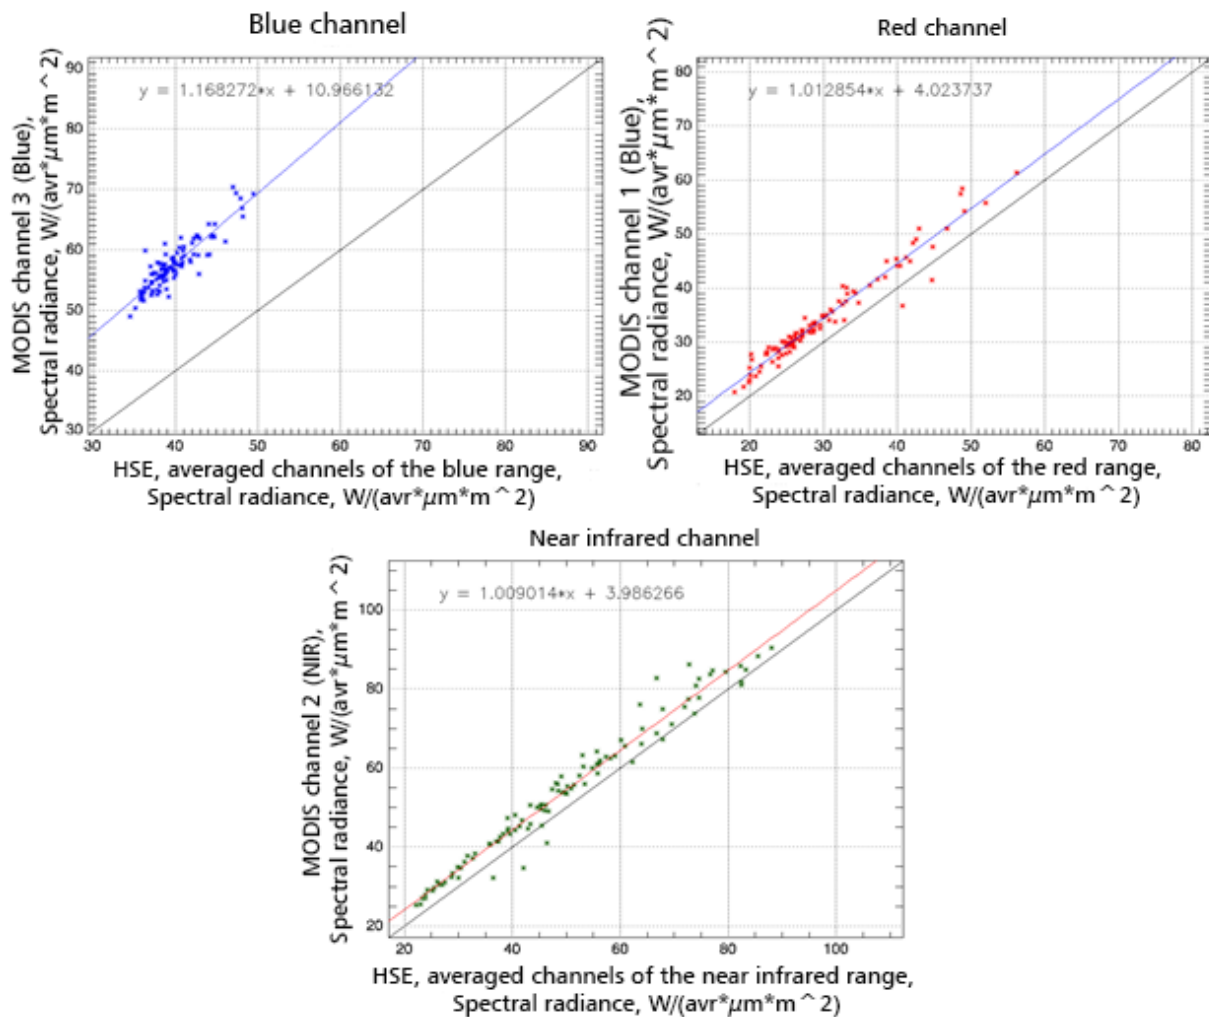 Blue channel
MODIS channel 3 (Blue),
Spectral radiance, W/(avr*µm*m^2)
y = 1.168272*x + 10.966132
90
80
70
60
50
40
30
30 40 50 60 70 80 90
HSE, averaged channels of the blue range,
Spectral radiance, W/(avr*µm*m^2)
Red channel
MODIS channel 1 (Blue),
Spectral radiance, W/(avr*µm*m^2)
y = 1.012854*x + 4.023737
80
70
60
50
40
30
20
20 30 40 50 60 70 80
HSE, averaged channels of the red range,
Spectral radiance, W/(avr*µm*m^2)
Near infrared channel
MODIS channel 2 (NIR),
Spectral radiance, W/(avr*µm*m^2)
y = 1.009014*x + 3.986266
100
80
60
40
20
20 40 60 80 100
HSE, averaged channels of the near infrared range,
Spectral radiance, W/(avr*µm*m^2)